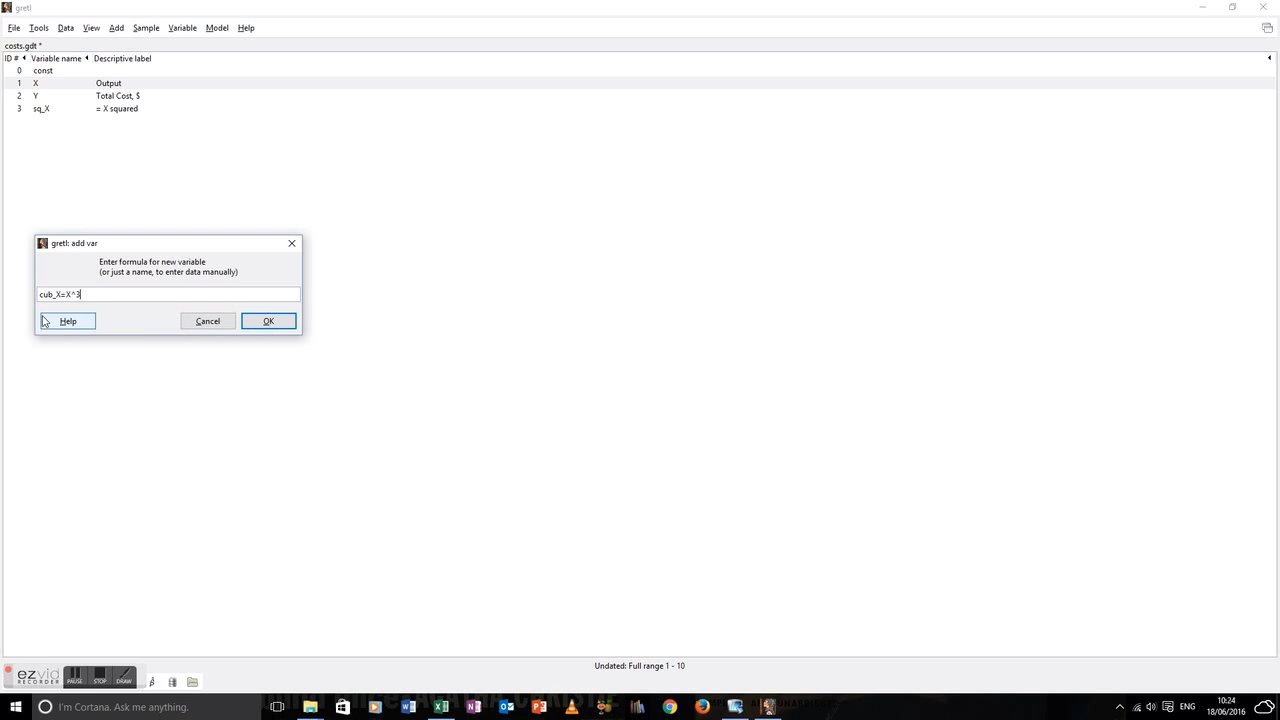 gretl
File Tools Data View Add Sample Variable Model Help
costs.gdt *
ID # Variable name Descriptive label
0 const
1 X Output
2 Y Total Cost, $
3 sq_X = X squared
gretl: add var
Enter formula for new variable
(or just a name, to enter data manually)
cub_X=X^3
Help Cancel OK
Undated: Full range 1 - 10
ezvid
RECORDER
PAUSE STOP DRAW
I'm Cortana. Ask me anything.
ENG
10:24
18/06/2016